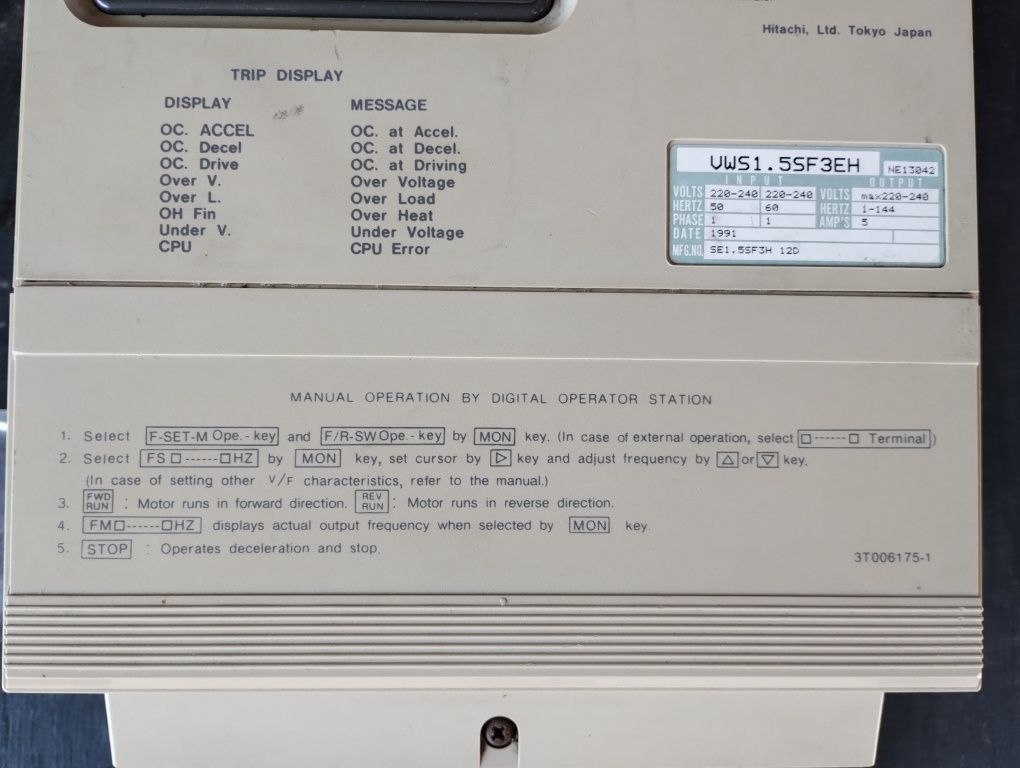 Hitachi, Ltd. Tokyo Japan
TRIP DISPLAY
DISPLAY MESSAGE
OC. ACCEL OC. at Accel.
OC. Decel OC. at Decel.
OC. Drive OC. at Driving
Over V. Over Voltage
Over L. Over Load
OH Fin Over Heat
Under V. Under Voltage
CPU CPU Error
VWS1.5SF3EH NE13042
INPUT OUTPUT
VOLTS 220-240 220-240 VOLTS max220-240
HERTZ 50 60 HERTZ 1-144
PHASE 1 1 AMP'S 5
DATE 1991
MFG.NO. SE1.5SF3H 12D
MANUAL OPERATION BY DIGITAL OPERATOR STATION
1. Select F-SET-M Ope.-key and F/R-SW Ope.-key by MON key. (In case of external operation, select □------□ Terminal)
2. Select FS □------□HZ by MON key, set cursor by ▷ key and adjust frequency by △ or ▽ key.
(In case of setting other V/F characteristics, refer to the manual.)
3. FWD RUN : Motor runs in forward direction. REV RUN : Motor runs in reverse direction.
4. FM□------□HZ displays actual output frequency when selected by MON key.
5. STOP : Operates deceleration and stop.
3T006175-1